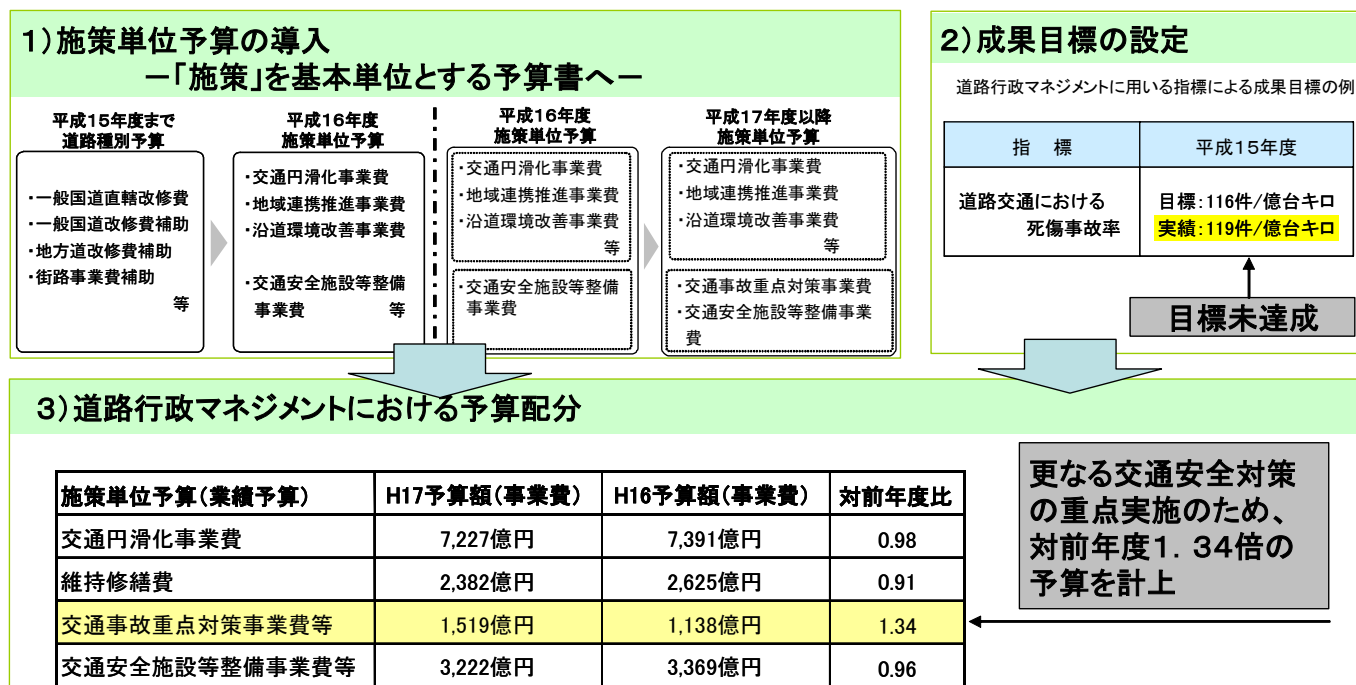 1)施策単位予算の導入
－「施策」を基本単位とする予算書へ－
平成15年度まで
道路種別予算
・一般国道直轄改修費
・一般国道改修費補助
・地方道改修費補助
・街路事業費補助
等
平成16年度
施策単位予算
・交通円滑化事業費
・地域連携推進事業費
・沿道環境改善事業費
・交通安全施設等整備
事業費 等
平成16年度
施策単位予算
・交通円滑化事業費
・地域連携推進事業費
・沿道環境改善事業費
等
・交通安全施設等整備
事業費
平成17年度以降
施策単位予算
・交通円滑化事業費
・地域連携推進事業費
・沿道環境改善事業費
等
・交通事故重点対策事業費
・交通安全施設等整備事業
費
2)成果目標の設定
道路行政マネジメントに用いる指標による成果目標の例
指 標 平成15年度
道路交通における 目標:116件/億台キロ
死傷事故率 実績:119件/億台キロ
目標未達成
3)道路行政マネジメントにおける予算配分
施策単位予算(業績予算) H17予算額(事業費) H16予算額(事業費) 対前年度比
交通円滑化事業費 7,227億円 7,391億円 0.98
維持修繕費 2,382億円 2,625億円 0.91
交通事故重点対策事業費等 1,519億円 1,138億円 1.34
交通安全施設等整備事業費等 3,222億円 3,369億円 0.96
更なる交通安全対策
の重点実施のため、
対前年度1.34倍の
予算を計上